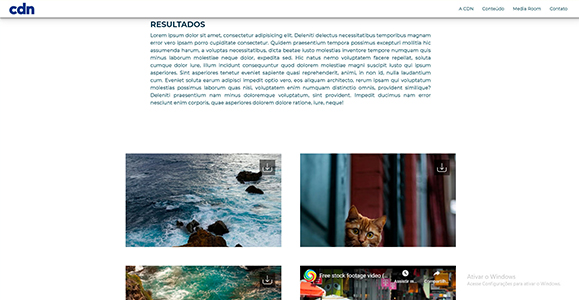 cdn
A CDN Conteúdo Media Room Contato
RESULTADOS
Lorem ipsum dolor sit amet, consectetur adipisicing elit. Deleniti delectus necessitatibus temporibus magnam
error vero ipsam porro cupiditate consectetur. Quidem praesentium tempora possimus excepturi mollitia hic
assumenda harum, a voluptas necessitatibus, dicta beatae inventore tempore numquam quis
minus laborum molestiae neque dolor, expedita sed. Hic natus nemo voluptatem facere repellat, soluta
cumque dolor iure, illum incidunt consequuntur quod dolorem molestiae magni suscipit iusto qui ipsum
asperiores. Sint asperiores tenetur eveniet sapiente quasi reprehenderit, animi, in non id, nulla laudantium
cum. Eveniet soluta earum adipisci impedit optio vero, eos aliquam architecto, rerum ipsam qui voluptatum
molestias possimus laborum quas nisi, voluptatem enim numquam distinctio omnis, provident similique?
Deleniti praesentium nam minus doloremque voluptatum, sint provident. Impedit ducimus nam error
nesciunt enim corporis, quae asperiores dolorem dolore ratione, iure, neque!
Free stock footage video (...
Assistir m...
Compartilh...
Ativar o Windows
Acesse Configurações para ativar o Windows.